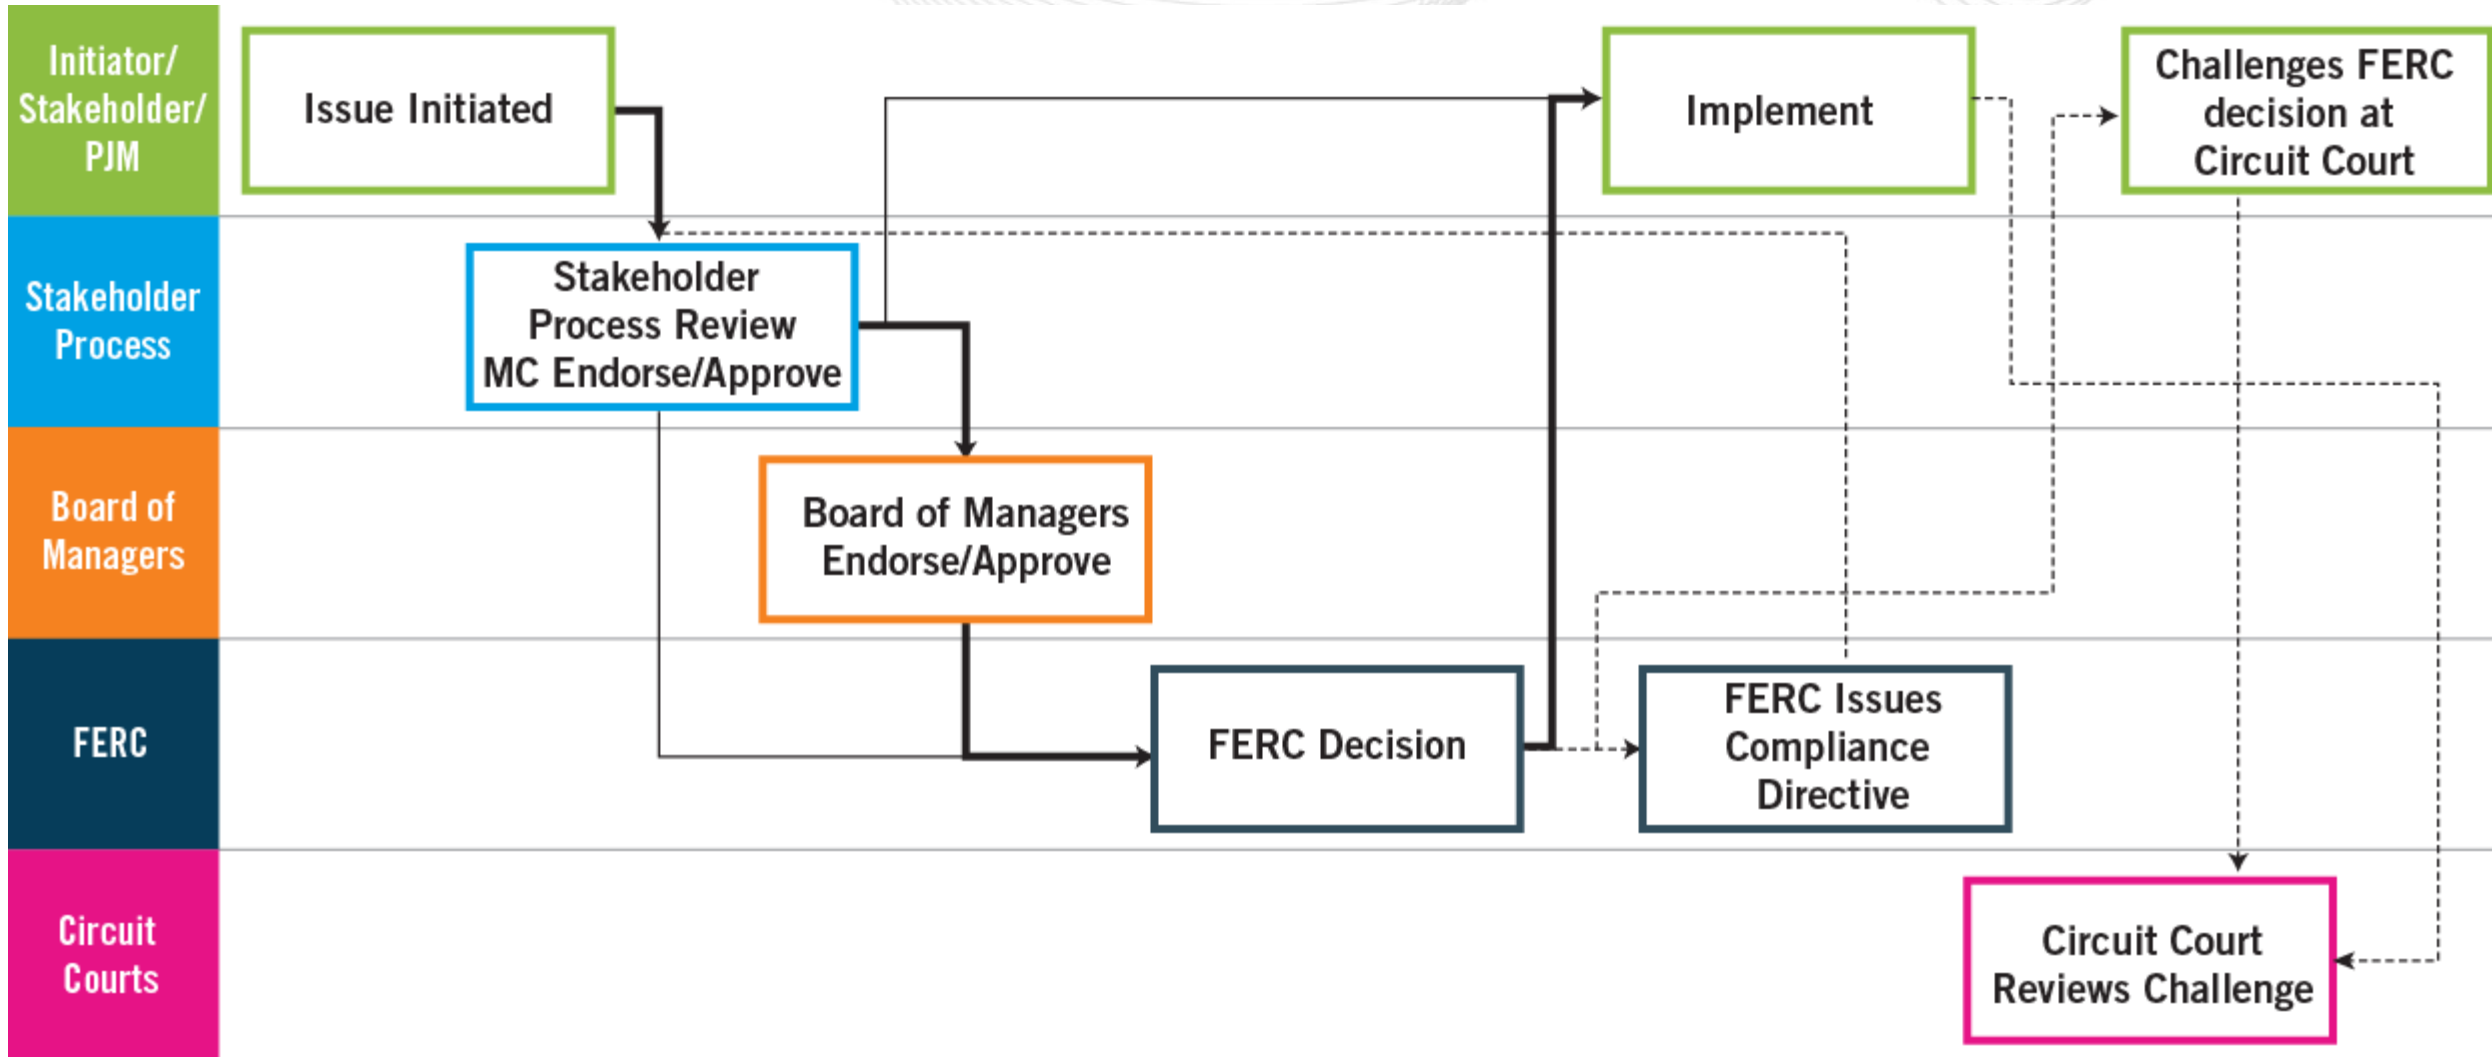 Initiator/
Stakeholder/
PJM
Issue Initiated
Implement
Challenges FERC
decision at
Circuit Court
Stakeholder
Process
Stakeholder
Process Review
MC Endorse/Approve
Board of
Managers
Board of Managers
Endorse/Approve
FERC
FERC Decision
FERC Issues
Compliance
Directive
Circuit
Courts
Circuit Court
Reviews Challenge